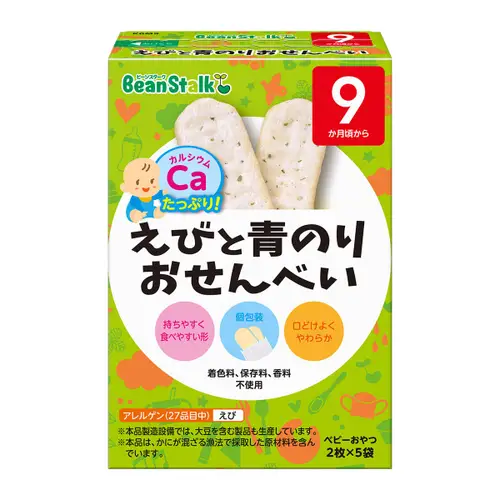 ビーンスターク
BeanStalk
9
か月頃から
カルシウム
Ca
たっぷり!
えびと青のり
おせんべい
持ちやすく
食べやすい形
個包装
口どけよく
やわらか
着色料、保存料、香料
不使用
アレルゲン(27品目中) えび
※本品製造設備では、大豆を含む製品も生産しています。
※本品は、かにが混ざる漁法で採取した原材料を含ん
でいます。
ベビーおやつ
2枚×5袋